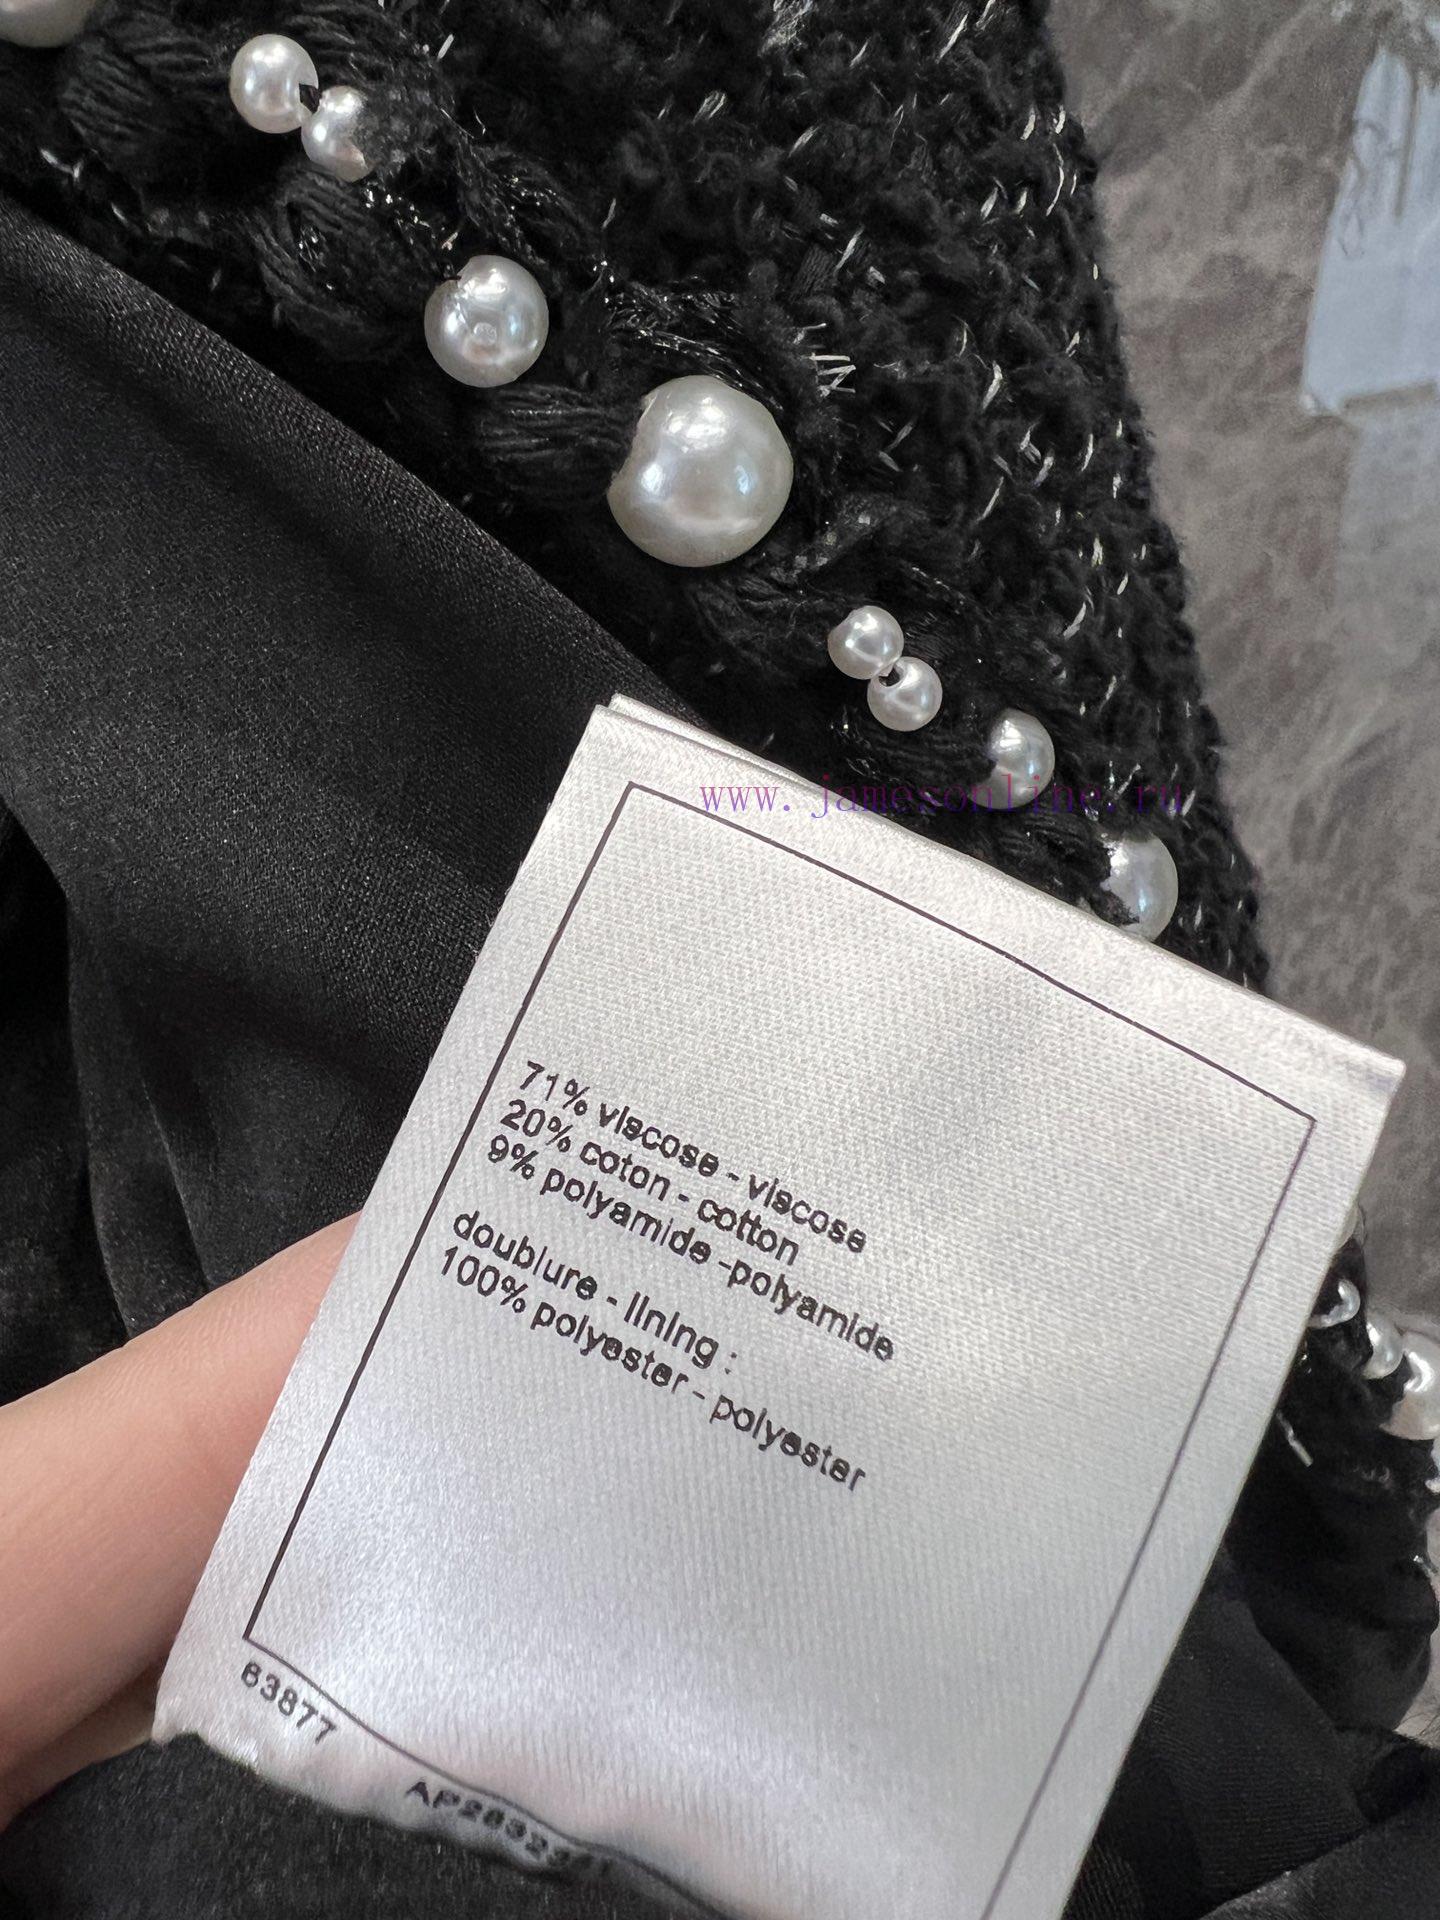 www.jamesonline.ru
71% viscose - viscose
20% coton - cotton
9% polyamide -polyamide
doublure - lining :
100% polyester - polyester
63877